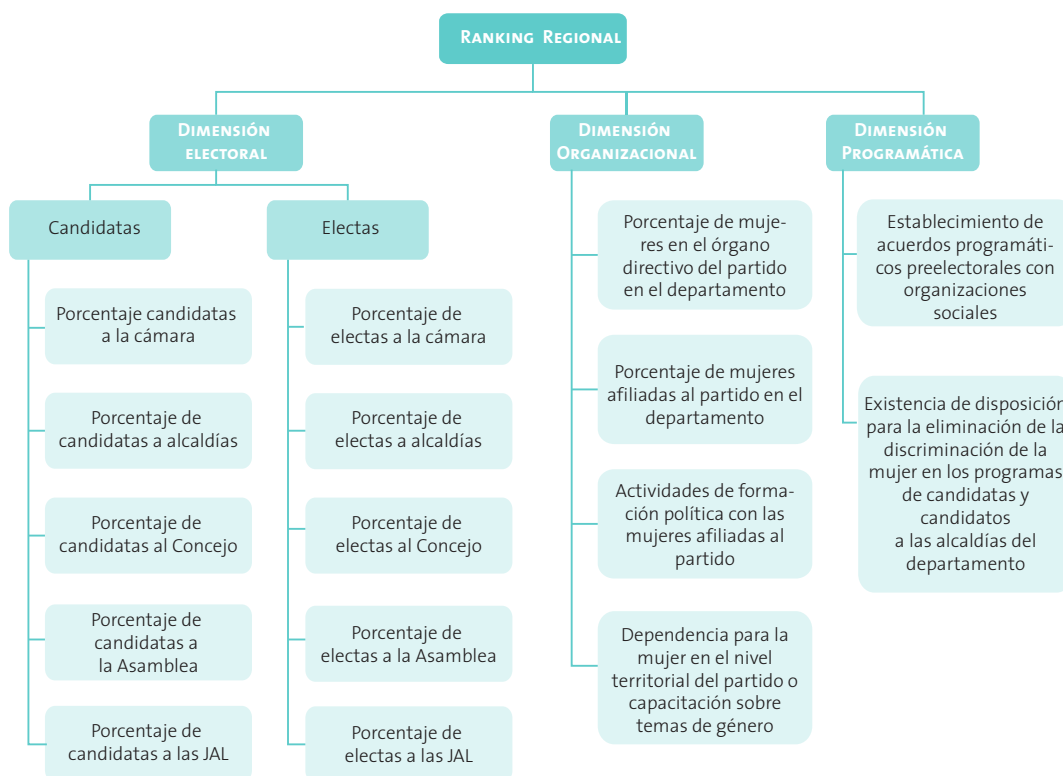 RANKING REGIONAL
DIMENSIÓN
ELECTORAL
Candidatas
Porcentaje candidatas
a la cámara
Porcentaje de
candidatas a alcaldías
Porcentaje de
candidatas al Concejo
Porcentaje de
candidatas a
la Asamblea
Porcentaje de
candidatas a las JAL
Electas
Porcentaje de
electas a la cámara
Porcentaje de
electas a alcaldías
Porcentaje de
electas al Concejo
Porcentaje de
electas a la Asamblea
Porcentaje de
electas a las JAL
DIMENSIÓN
ORGANIZACIONAL
Porcentaje de muje-
res en el órgano
directivo del partido
en el departamento
Porcentaje de mujeres
afiliadas al partido en el
departamento
Actividades de forma-
ción política con las
mujeres afiliadas al
partido
Dependencia para la
mujer en el nivel
territorial del partido o
capacitación sobre
temas de género
DIMENSIÓN
PROGRAMÁTICA
Establecimiento de
acuerdos programáti-
cos preelectorales con
organizaciones
sociales
Existencia de disposición
para la eliminación de la
discriminación de la
mujer en los programas
de candidatas y
candidatos
a las alcaldías del
departamento